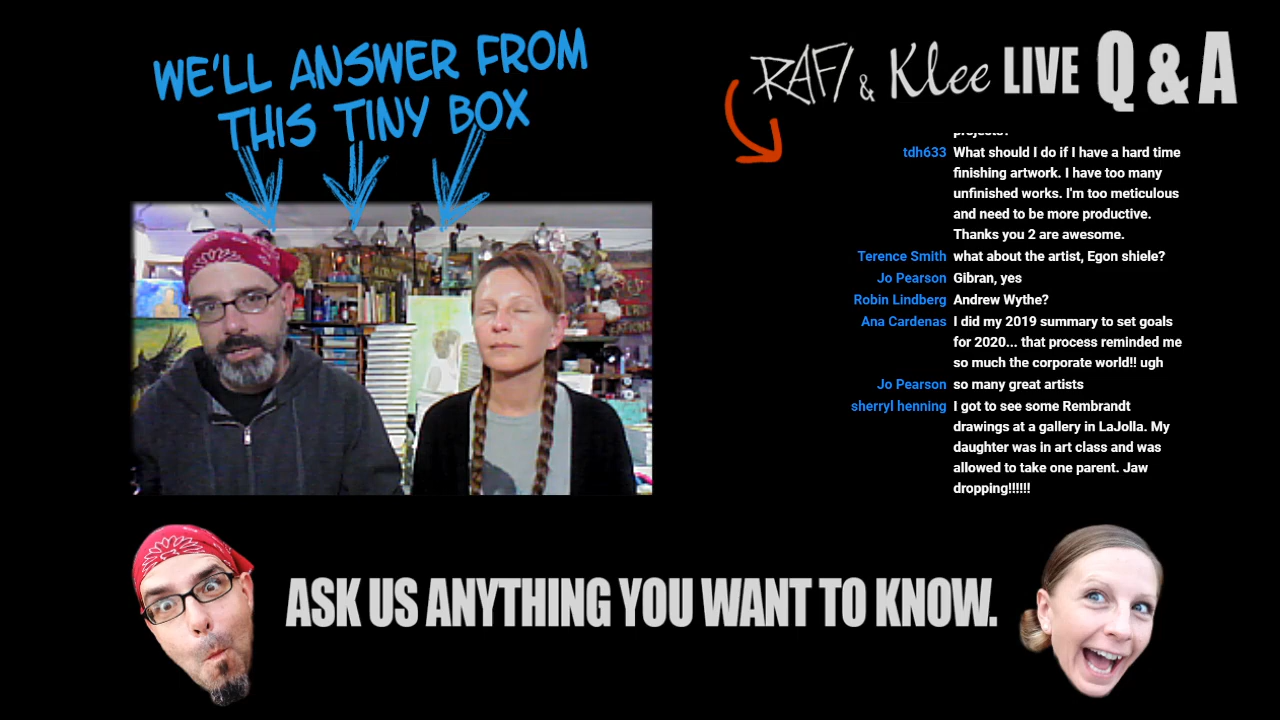 WE'LL ANSWER FROM
THIS TINY BOX
RAFI & Klee LIVE Q & A
projects?
tdh633 What should I do if I have a hard time
finishing artwork. I have too many
unfinished works. I'm too meticulous
and need to be more productive.
Thanks you 2 are awesome.
Terence Smith what about the artist, Egon shiele?
Jo Pearson Gibran, yes
Robin Lindberg Andrew Wythe?
Ana Cardenas I did my 2019 summary to set goals
for 2020... that process reminded me
so much the corporate world!! ugh
Jo Pearson so many great artists
sherryl henning I got to see some Rembrandt
drawings at a gallery in LaJolla. My
daughter was in art class and was
allowed to take one parent. Jaw
dropping!!!!!!
ASK US ANYTHING YOU WANT TO KNOW.